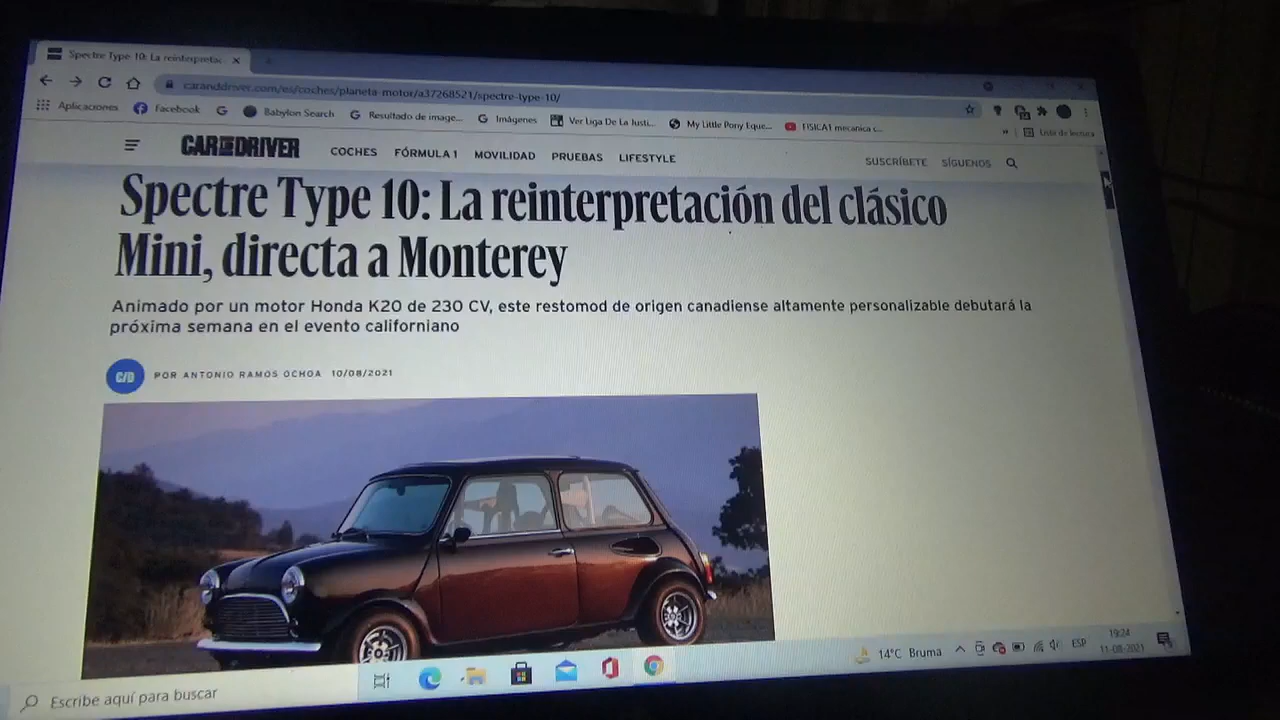 Spectre Type 10: La reinterpretac
caranddriver.com/es/coches/planeta-motor/a37268521/spectre-type-10/
Aplicaciones Facebook Babylon Search Resultado de image... Imágenes Ver Liga De La Justi... My Little Pony Eque... FISICA1 mecanica c...
» Lista de lectura
CAR AND DRIVER COCHES FÓRMULA 1 MOVILIDAD PRUEBAS LIFESTYLE SUSCRÍBETE SÍGUENOS
Spectre Type 10: La reinterpretación del clásico
Mini, directa a Monterey
Animado por un motor Honda K20 de 230 CV, este restomod de origen canadiense altamente personalizable debutará la
próxima semana en el evento californiano
C/D POR ANTONIO RAMOS OCHOA 10/08/2021
Escribe aquí para buscar
14°C Bruma ESP
19:24
11-08-2021